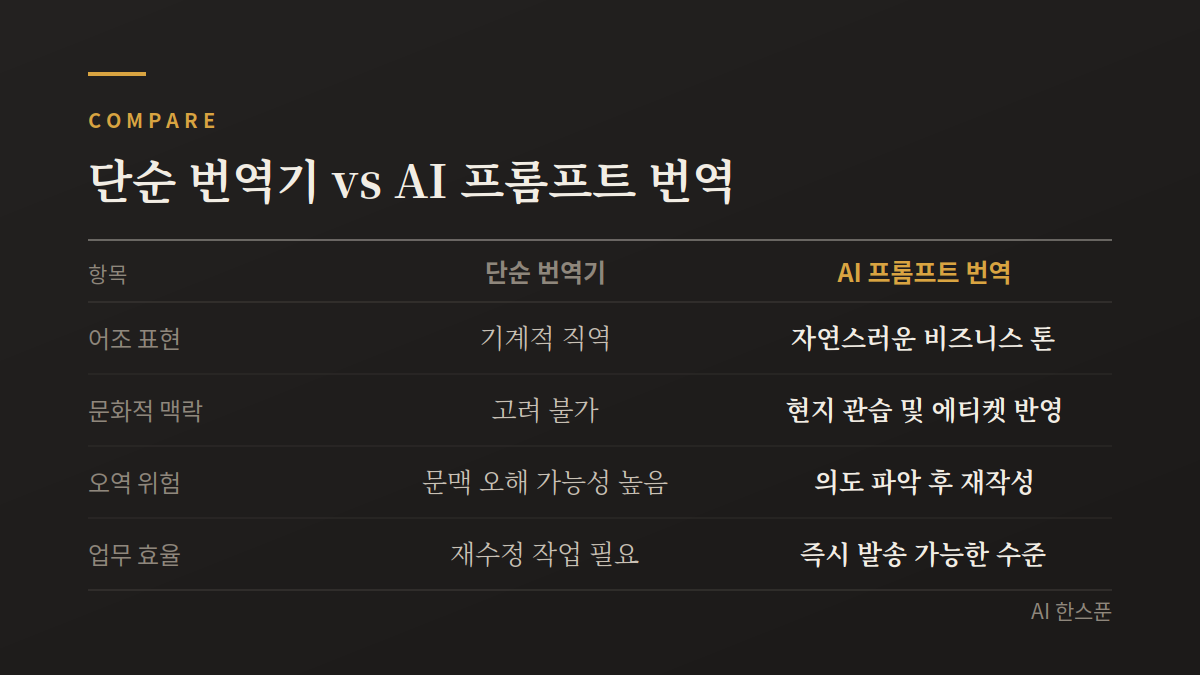 COMPARE
단순 번역기 vs AI 프롬프트 번역
항목 단순 번역기 AI 프롬프트 번역
어조 표현 기계적 직역 자연스러운 비즈니스 톤
문화적 맥락 고려 불가 현지 관습 및 에티켓 반영
오역 위험 문맥 오해 가능성 높음 의도 파악 후 재작성
업무 효율 재수정 작업 필요 즉시 발송 가능한 수준
AI 한스푼